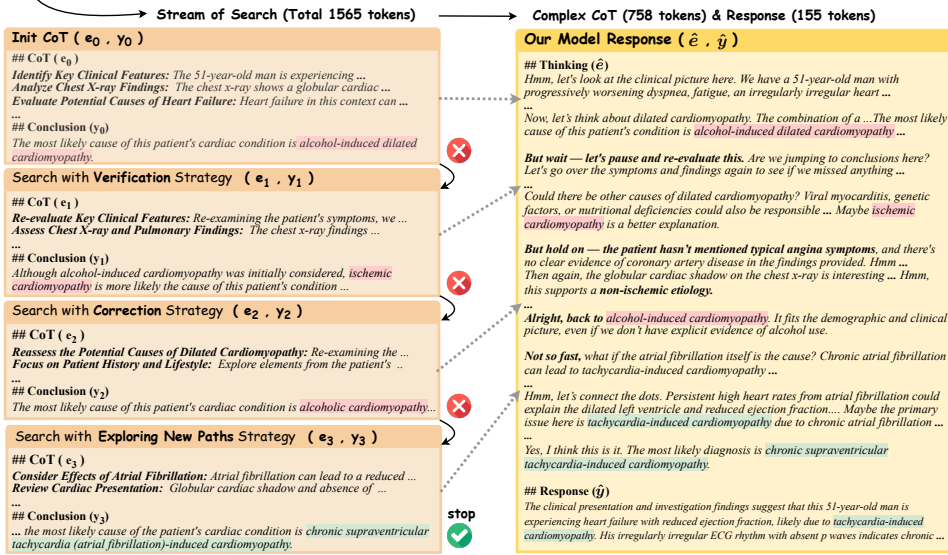 Stream of Search (Total 1565 tokens)
Complex CoT (758 tokens) & Response (155 tokens)
Init CoT ( e0 , y0 )
## CoT ( e0 )
Identify Key Clinical Features: The 51-year-old man is experiencing ...
Analyze Chest X-ray Findings: The chest x-ray shows a globular cardiac ...
Evaluate Potential Causes of Heart Failure: Heart failure in this context can ...
...
## Conclusion (y0)
The most likely cause of this patient's cardiac condition is alcohol-induced dilated
cardiomyopathy.
Search with Verification Strategy ( e1 , y1 )
## CoT ( e1 )
Re-evaluate Key Clinical Features: Re-examining the patient's symptoms, we ...
Assess Chest X-ray and Pulmonary Findings: The chest x-ray findings ...
...
## Conclusion (y1)
Although alcohol-induced cardiomyopathy was initially considered, ischemic
cardiomyopathy is more likely the cause of this patient's condition ...
Search with Correction Strategy ( e2 , y2 )
## CoT ( e2 )
Reassess the Potential Causes of Dilated Cardiomyopathy: Re-examining the ...
Focus on Patient History and Lifestyle: Explore elements from the patient's ..
...
## Conclusion (y2)
The most likely cause of this patient's cardiac condition is alcoholic cardiomyopathy...
Search with Exploring New Paths Strategy ( e3 , y3 )
## CoT ( e3 )
Consider Effects of Atrial Fibrillation: Atrial fibrillation can lead to a reduced ...
Review Cardiac Presentation: Globular cardiac shadow and absence of ...
...
## Conclusion (y3)
... the most likely cause of the patient's cardiac condition is chronic supraventricular
tachycardia (atrial fibrillation)-induced cardiomyopathy.
stop
Our Model Response ( ê , ŷ )
## Thinking (ê)
Hmm, let's look at the clinical picture here. We have a 51-year-old man with
progressively worsening dyspnea, fatigue, an irregularly irregular heart ...
...
Now, let's think about dilated cardiomyopathy. The combination of a ...The most likely
cause of this patient's condition is alcohol-induced dilated cardiomyopathy ...
But wait — let's pause and re-evaluate this. Are we jumping to conclusions here?
Let's go over the symptoms and findings again to see if we missed anything ...
...
Could there be other causes of dilated cardiomyopathy? Viral myocarditis, genetic
factors, or nutritional deficiencies could also be responsible ... Maybe ischemic
cardiomyopathy is a better explanation.
But hold on — the patient hasn't mentioned typical angina symptoms, and there's
no clear evidence of coronary artery disease in the findings provided. Hmm ...
Then again, the globular cardiac shadow on the chest x-ray is interesting ... Hmm,
this supports a non-ischemic etiology.
...
Alright, back to alcohol-induced cardiomyopathy. It fits the demographic and clinical
picture, even if we don't have explicit evidence of alcohol use.
Not so fast, what if the atrial fibrillation itself is the cause? Chronic atrial fibrillation
can lead to tachycardia-induced cardiomyopathy ...
...
Hmm, let's connect the dots. Persistent high heart rates from atrial fibrillation could
explain the dilated left ventricle and reduced ejection fraction.... Maybe the primary
issue here is tachycardia-induced cardiomyopathy due to chronic atrial fibrillation ...
...
Yes, I think this is it. The most likely diagnosis is chronic supraventricular
tachycardia-induced cardiomyopathy.
## Response (ŷ)
The clinical presentation and investigation findings suggest that this 51-year-old man is
experiencing heart failure with reduced ejection fraction, likely due to tachycardia-induced
cardiomyopathy. His irregularly irregular ECG rhythm with absent p waves indicates chronic ...